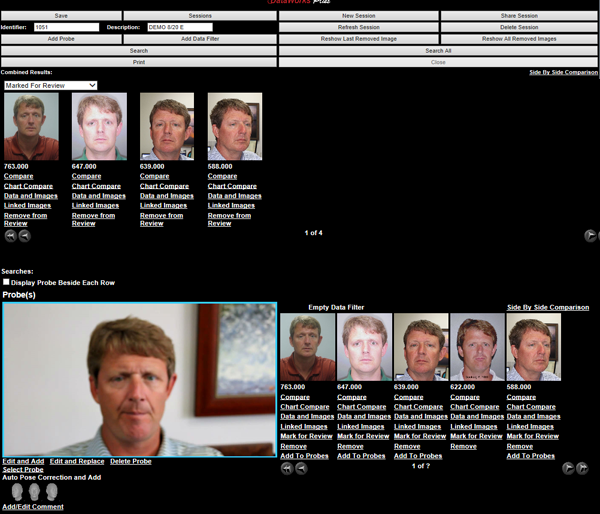 DataWorks Plus
Save Sessions New Session Share Session
Identifier: 1051 Description: DEMO 8/20 E Refresh Session Delete Session
Add Probe Add Data Filter Reshow Last Removed Image Reshow All Removed Images
Search Search All
Print Close
Combined Results: Side By Side Comparison
Marked For Review
763.000 647.000 639.000 588.000
Compare Compare Compare Compare
Chart Compare Chart Compare Chart Compare Chart Compare
Data and Images Data and Images Data and Images Data and Images
Linked Images Linked Images Linked Images Linked Images
Remove from Remove from Remove from Remove from
Review Review Review Review
1 of 4
Searches:
Display Probe Beside Each Row
Probe(s)
Empty Data Filter Side By Side Comparison
763.000 647.000 639.000 622.000 588.000
Compare Compare Compare Compare Compare
Chart Compare Chart Compare Chart Compare Chart Compare Chart Compare
Data and Images Data and Images Data and Images Data and Images Data and Images
Linked Images Linked Images Linked Images Linked Images Linked Images
Mark for Review Mark for Review Mark for Review Mark for Review Mark for Review
Remove Remove Remove Remove Remove
Add To Probes Add To Probes Add To Probes Add To Probes
1 of ?
Edit and Add Edit and Replace Delete Probe
Select Probe
Auto Pose Correction and Add
Add/Edit Comment